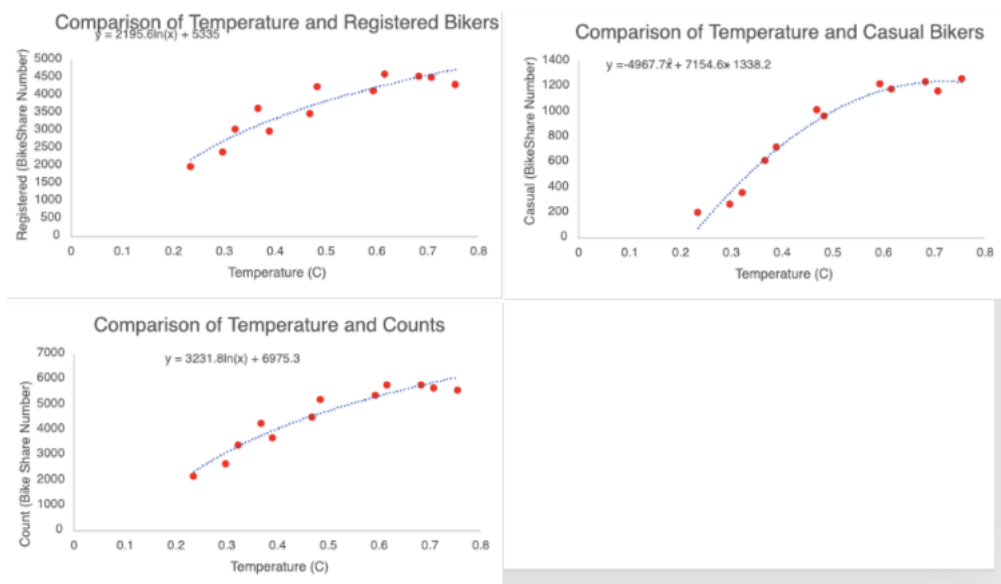 Comparison of Temperature and Registered Bikers
y = 2195.6ln(x) + 5335
Registered (BikeShare Number)
5000
4500
4000
3500
3000
2500
2000
1500
1000
500
0
0 0.1 0.2 0.3 0.4 0.5 0.6 0.7 0.8
Temperature (C)
Comparison of Temperature and Casual Bikers
y =-4967.7x² + 7154.6x- 1338.2
Casual (BikeShare Number)
1400
1200
1000
800
600
400
200
0
0 0.1 0.2 0.3 0.4 0.5 0.6 0.7 0.8
Temperature (C)
Comparison of Temperature and Counts
y = 3231.8ln(x) + 6975.3
Count (Bike Share Number)
7000
6000
5000
4000
3000
2000
1000
0
0 0.1 0.2 0.3 0.4 0.5 0.6 0.7 0.8
Temperature (C)